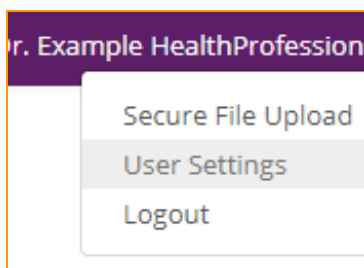 r. Example HealthProfession
Secure File Upload
User Settings
Logout